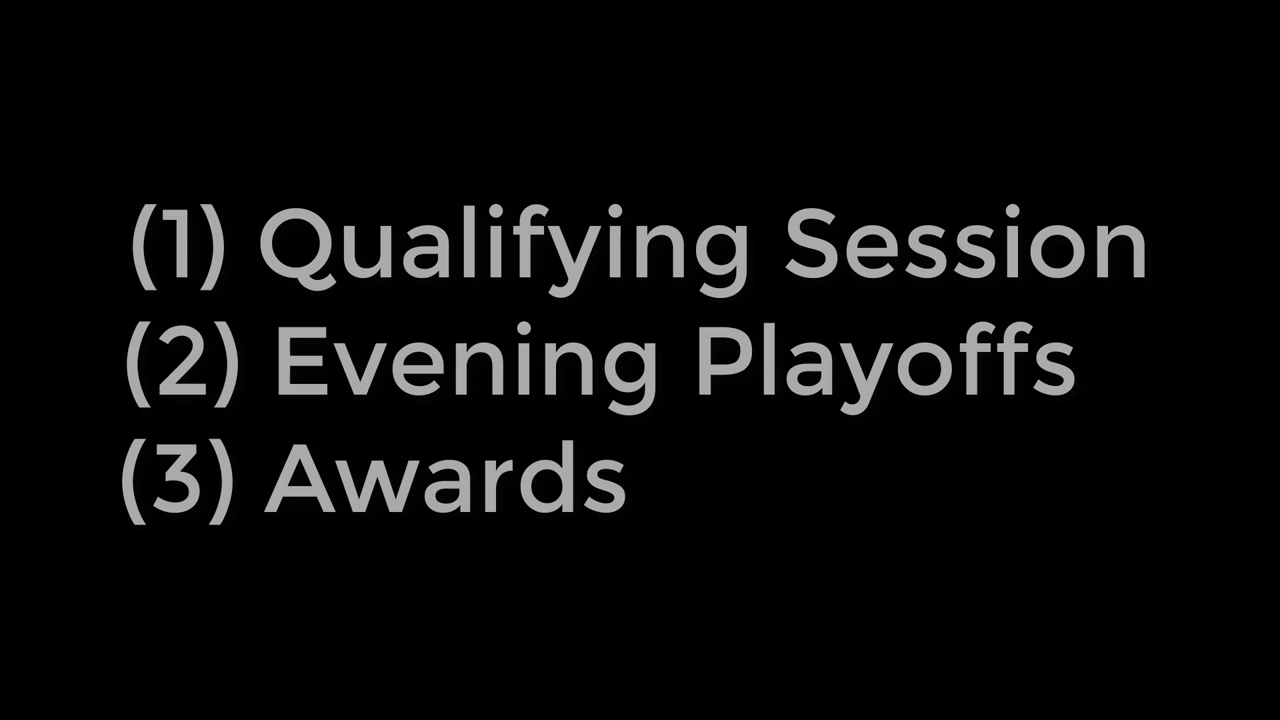 (1) Qualifying Session
(2) Evening Playoffs
(3) Awards